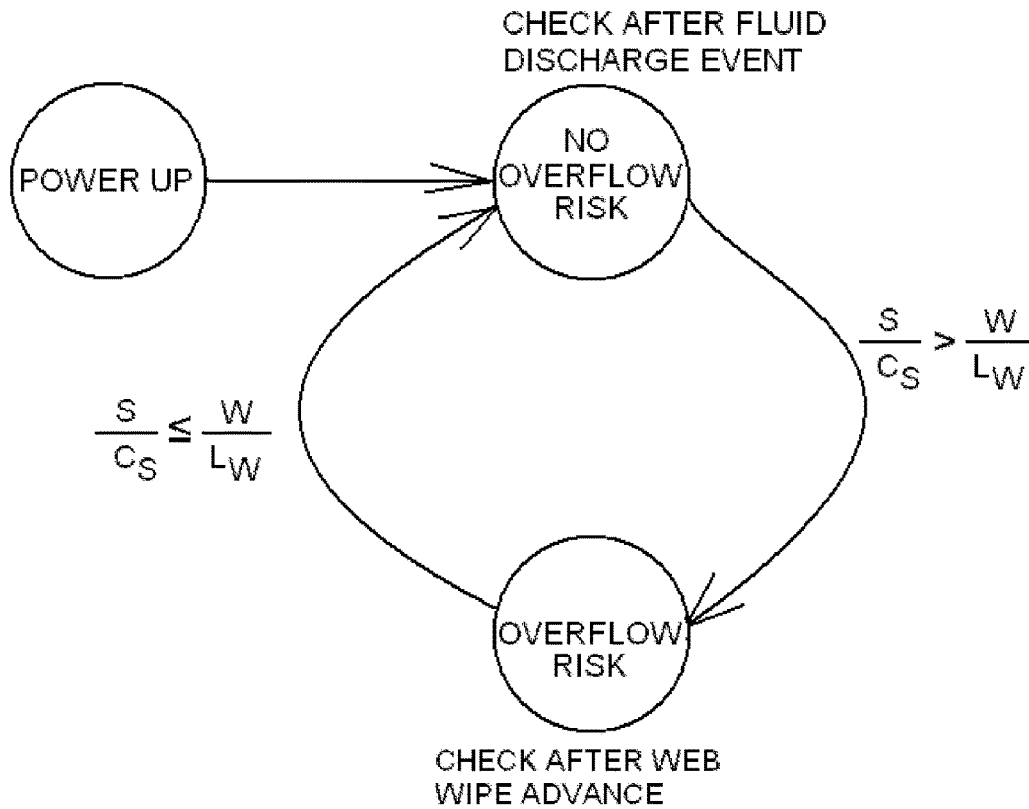 CHECK AFTER FLUID
DISCHARGE EVENT
POWER UP
NO
OVERFLOW
RISK
S/C_S > W/L_W
S/C_S ≤ W/L_W
OVERFLOW
RISK
CHECK AFTER WEB
WIPE ADVANCE